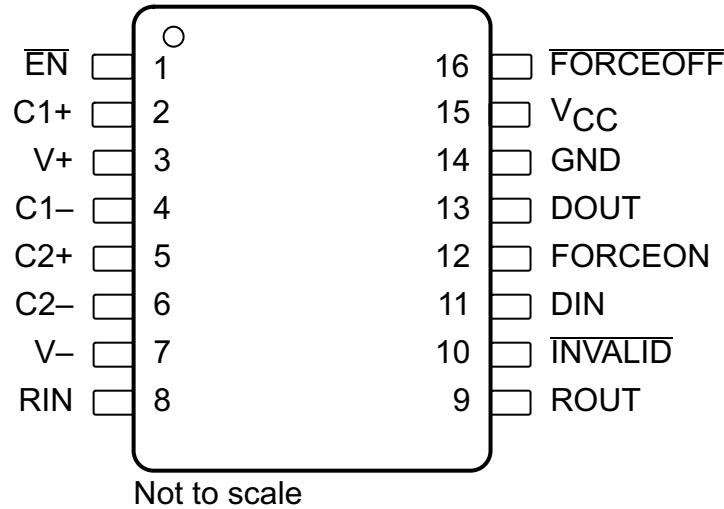 EN 1 16 FORCEOFF
C1+ 2 15 VCC
V+ 3 14 GND
C1– 4 13 DOUT
C2+ 5 12 FORCEON
C2– 6 11 DIN
V– 7 10 INVALID
RIN 8 9 ROUT
Not to scale